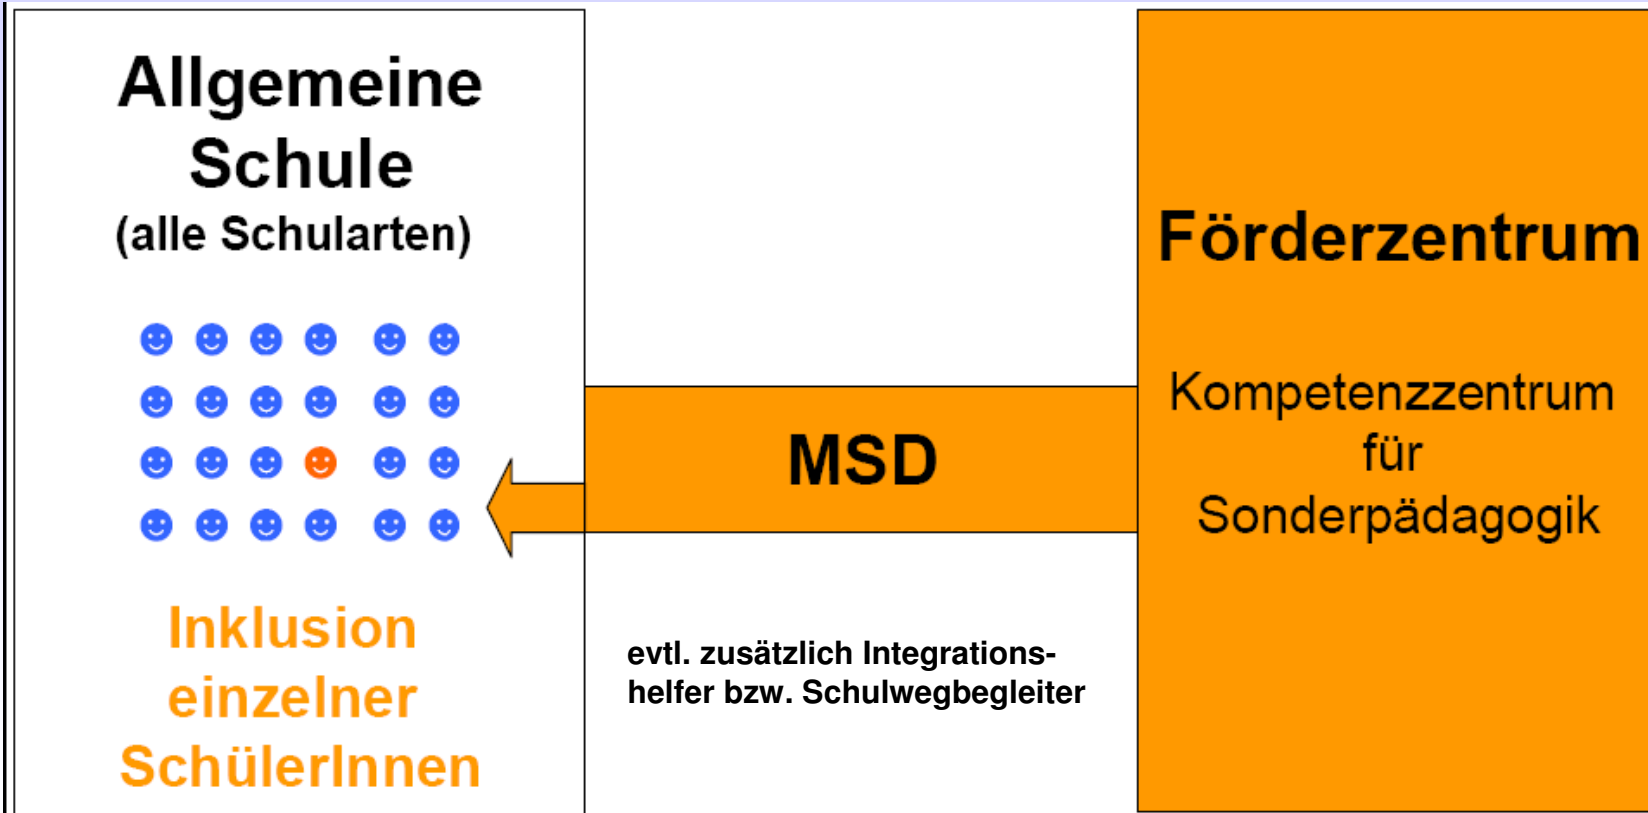 Allgemeine
Schule
(alle Schularten)
Inklusion
einzelner
SchülerInnen
MSD
evtl. zusätzlich Integrations-
helfer bzw. Schulwegbegleiter
Förderzentrum
Kompetenzzentrum
für
Sonderpädagogik